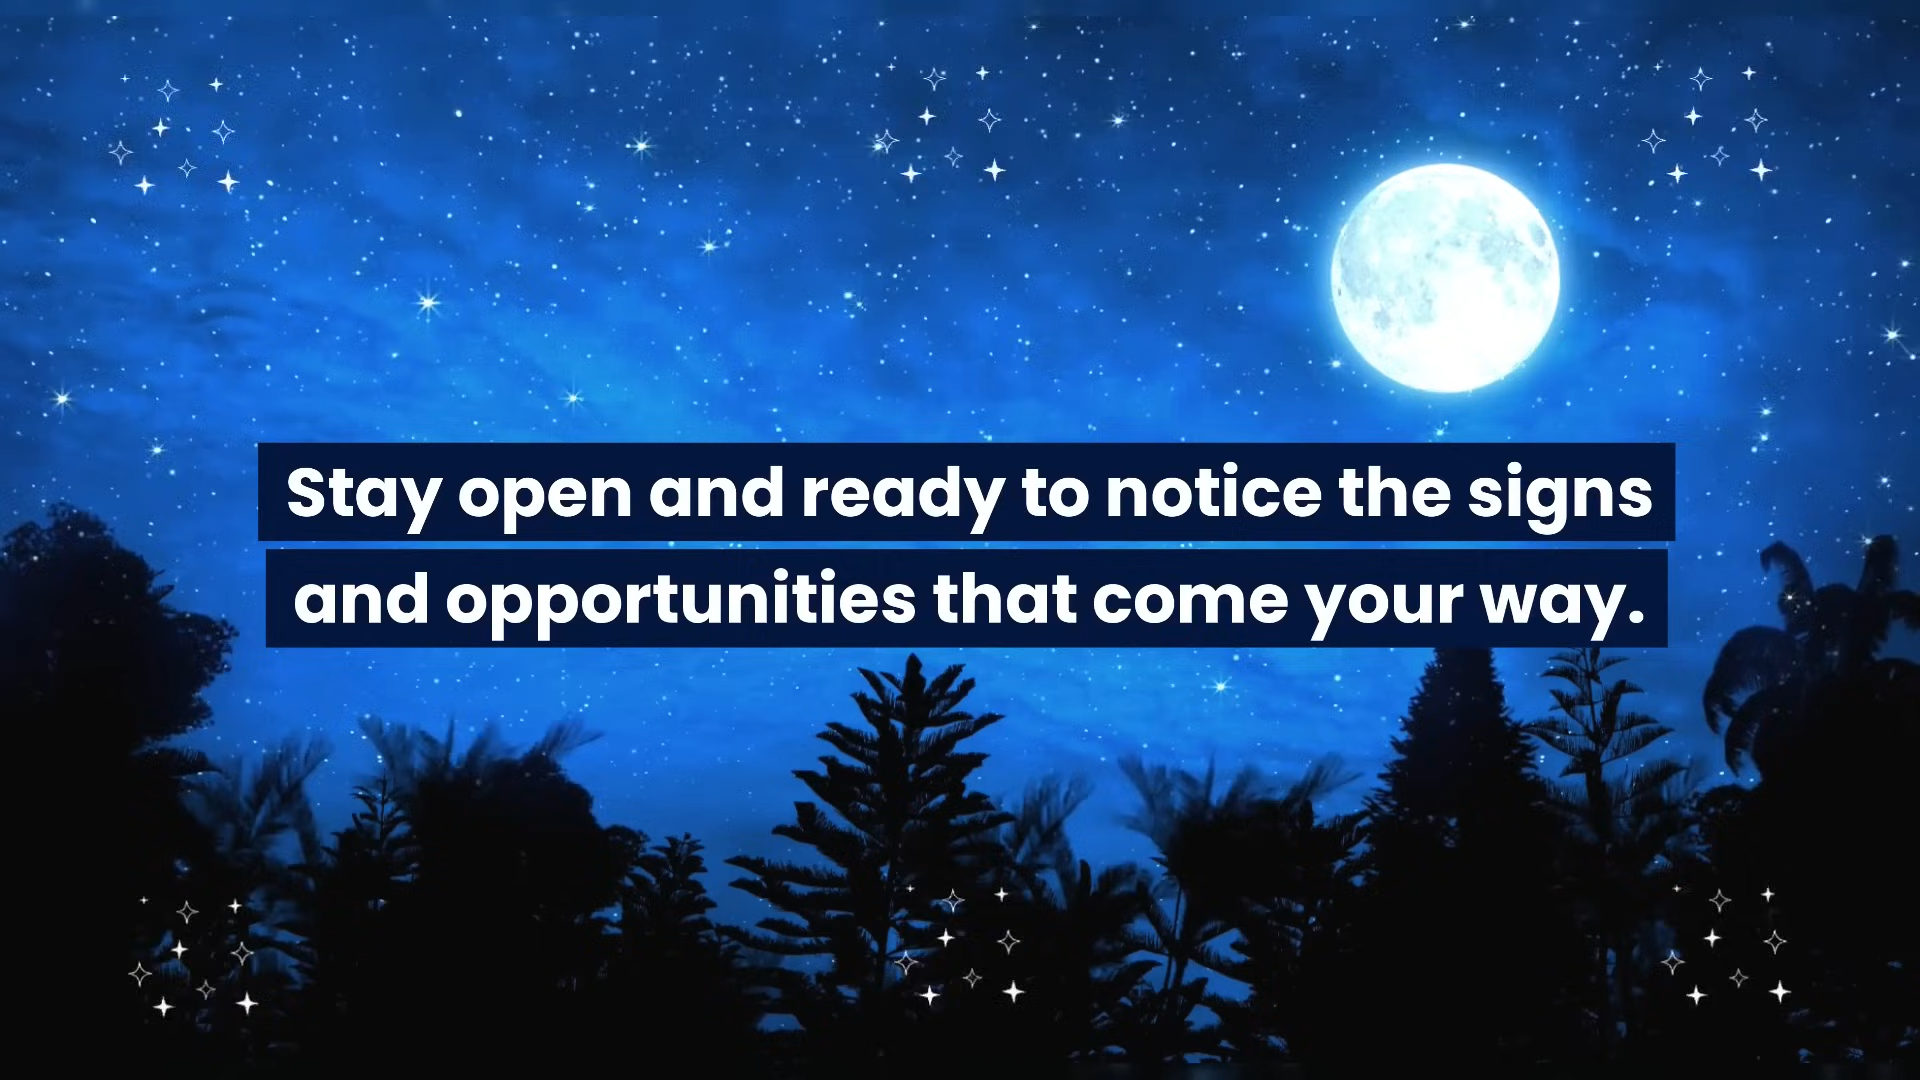 Stay open and ready to notice the signs
and opportunities that come your way.